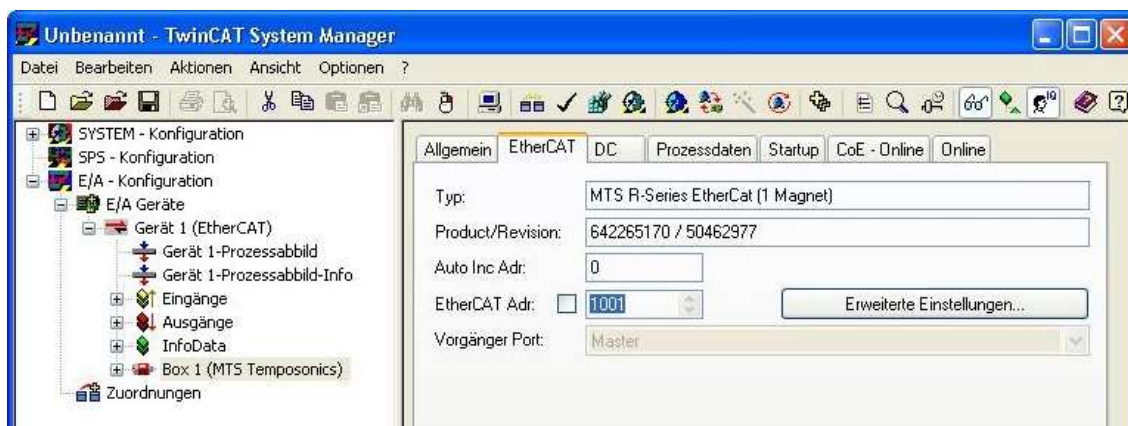 Unbenannt - TwinCAT System Manager
Datei Bearbeiten Aktionen Ansicht Optionen ?
SYSTEM - Konfiguration
SPS - Konfiguration
E/A - Konfiguration
E/A Geräte
Gerät 1 (EtherCAT)
Gerät 1-Prozessabbild
Gerät 1-Prozessabbild-Info
Eingänge
Ausgänge
InfoData
Box 1 (MTS Temposonics)
Zuordnungen
Allgemein EtherCAT DC Prozessdaten Startup CoE - Online Online
Typ: MTS R-Series EtherCat (1 Magnet)
Product/Revision: 642265170 / 50462977
Auto Inc Adr: 0
EtherCAT Adr: 1001 Erweiterte Einstellungen...
Vorgänger Port: Master